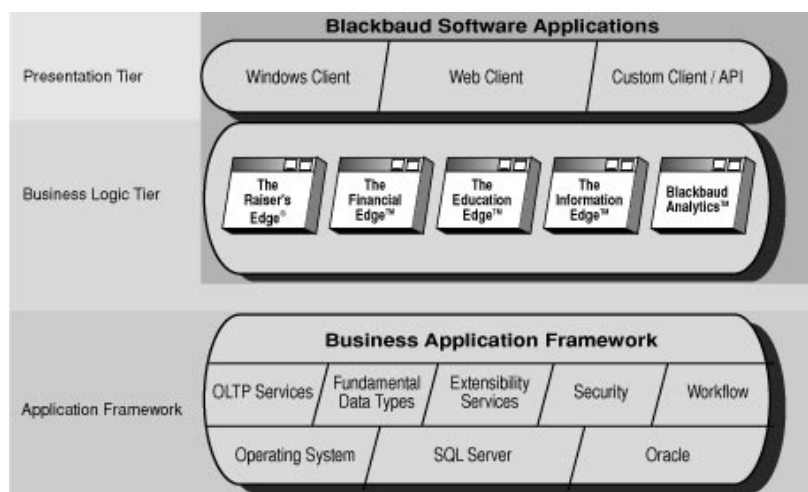 Blackbaud Software Applications
Presentation Tier
Windows Client
Web Client
Custom Client / API
Business Logic Tier
The
Raiser's
Edge®
The
Financial
Edge™
The
Education
Edge™
The
Information
Edge™
Blackbaud
Analytics™
Business Application Framework
Application Framework
OLTP Services
Fundamental
Data Types
Extensibility
Services
Security
Workflow
Operating System
SQL Server
Oracle